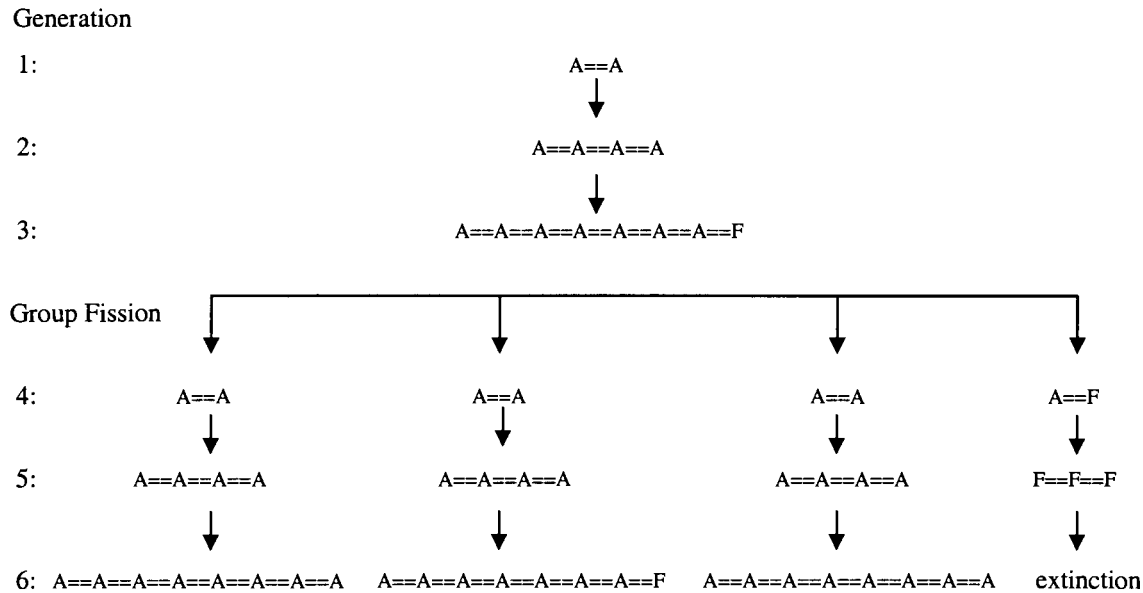 Generation
1: A==A
2: A==A==A==A
3: A==A==A==A==A==A==A==F
Group Fission
4: A==A A==A A==A A==F
5: A==A==A==A A==A==A==A A==A==A==A F==F==F
6: A==A==A==A==A==A==A==A A==A==A==A==A==A==A==F A==A==A==A==A==A==A==A extinction